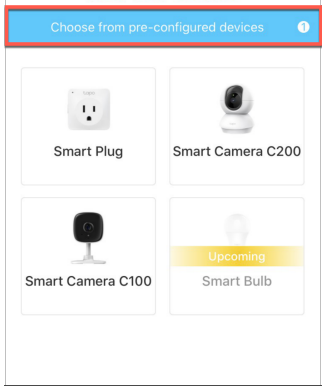 Choose from pre-configured devices 1
Smart Plug
Smart Camera C200
Smart Camera C100
Upcoming
Smart Bulb